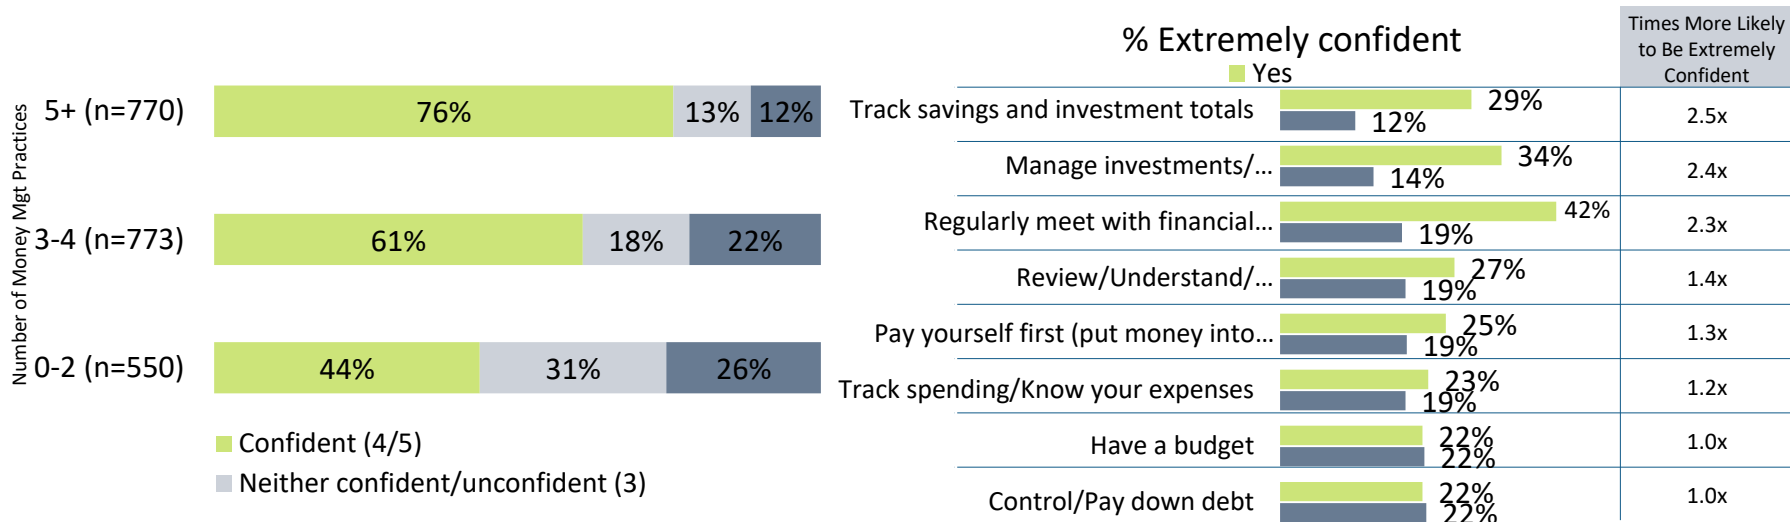 Number of Money Mgt Practices
5+ (n=770)
76%
13%
12%
3-4 (n=773)
61%
18%
22%
0-2 (n=550)
44%
31%
26%
Confident (4/5)
Neither confident/unconfident (3)
% Extremely confident
Yes
Times More Likely
to Be Extremely
Confident
Track savings and investment totals
29%
12%
2.5x
Manage investments/...
34%
14%
2.4x
Regularly meet with financial...
42%
19%
2.3x
Review/Understand/...
27%
19%
1.4x
Pay yourself first (put money into...
25%
19%
1.3x
Track spending/Know your expenses
23%
19%
1.2x
Have a budget
22%
22%
1.0x
Control/Pay down debt
22%
22%
1.0x